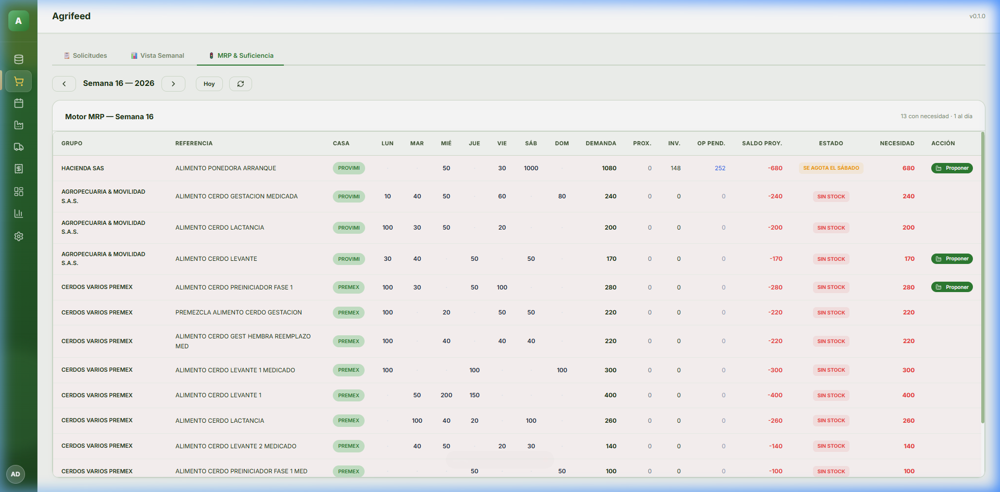 A
Agrifeed
v0.1.0
Solicitudes
Vista Semanal
MRP & Suficiencia
Semana 16 — 2026
Hoy
Motor MRP — Semana 16
13 con necesidad · 1 al día
GRUPO REFERENCIA CASA LUN MAR MIÉ JUE VIE SÁB DOM DEMANDA PROX. INV. OP PEND. SALDO PROY. ESTADO NECESIDAD ACCIÓN
HACIENDA SAS ALIMENTO PONEDORA ARRANQUE PROVIMI · · 50 · 30 1000 · 1080 0 148 252 -680 SE AGOTA EL SÁBADO 680 Proponer
AGROPECUARIA & MOVILIDAD
S.A.S. ALIMENTO CERDO GESTACION MEDICADA PROVIMI 10 40 50 · 60 · 80 240 0 0 0 -240 SIN STOCK 240
AGROPECUARIA & MOVILIDAD
S.A.S. ALIMENTO CERDO LACTANCIA PROVIMI 100 30 50 · 20 · · 200 0 0 0 -200 SIN STOCK 200
AGROPECUARIA & MOVILIDAD
S.A.S. ALIMENTO CERDO LEVANTE PROVIMI 30 40 · 50 · 50 · 170 0 0 0 -170 SIN STOCK 170 Proponer
CERDOS VARIOS PREMEX ALIMENTO CERDO PREINICIADOR FASE 1 PREMEX 100 30 · 50 100 · · 280 0 0 0 -280 SIN STOCK 280 Proponer
CERDOS VARIOS PREMEX PREMEZCLA ALIMENTO CERDO GESTACION PREMEX 100 · 20 · 50 50 · 220 0 0 0 -220 SIN STOCK 220
CERDOS VARIOS PREMEX ALIMENTO CERDO GEST HEMBRA REEMPLAZO
MED PREMEX 100 · 40 · 40 40 · 220 0 0 0 -220 SIN STOCK 220
CERDOS VARIOS PREMEX ALIMENTO CERDO LEVANTE 1 MEDICADO PREMEX 100 · · 100 · · 100 300 0 0 0 -300 SIN STOCK 300
CERDOS VARIOS PREMEX ALIMENTO CERDO LEVANTE 1 PREMEX · 50 200 150 · · · 400 0 0 0 -400 SIN STOCK 400
CERDOS VARIOS PREMEX ALIMENTO CERDO LACTANCIA PREMEX · 100 40 20 · 100 · 260 0 0 0 -260 SIN STOCK 260
CERDOS VARIOS PREMEX ALIMENTO CERDO LEVANTE 2 MEDICADO PREMEX · 40 50 · 20 30 · 140 0 0 0 -140 SIN STOCK 140
CERDOS VARIOS PREMEX ALIMENTO CERDO PREINICIADOR FASE 1 MED PREMEX · · · 50 · · 50 100 0 0 0 -100 SIN STOCK 100
AD